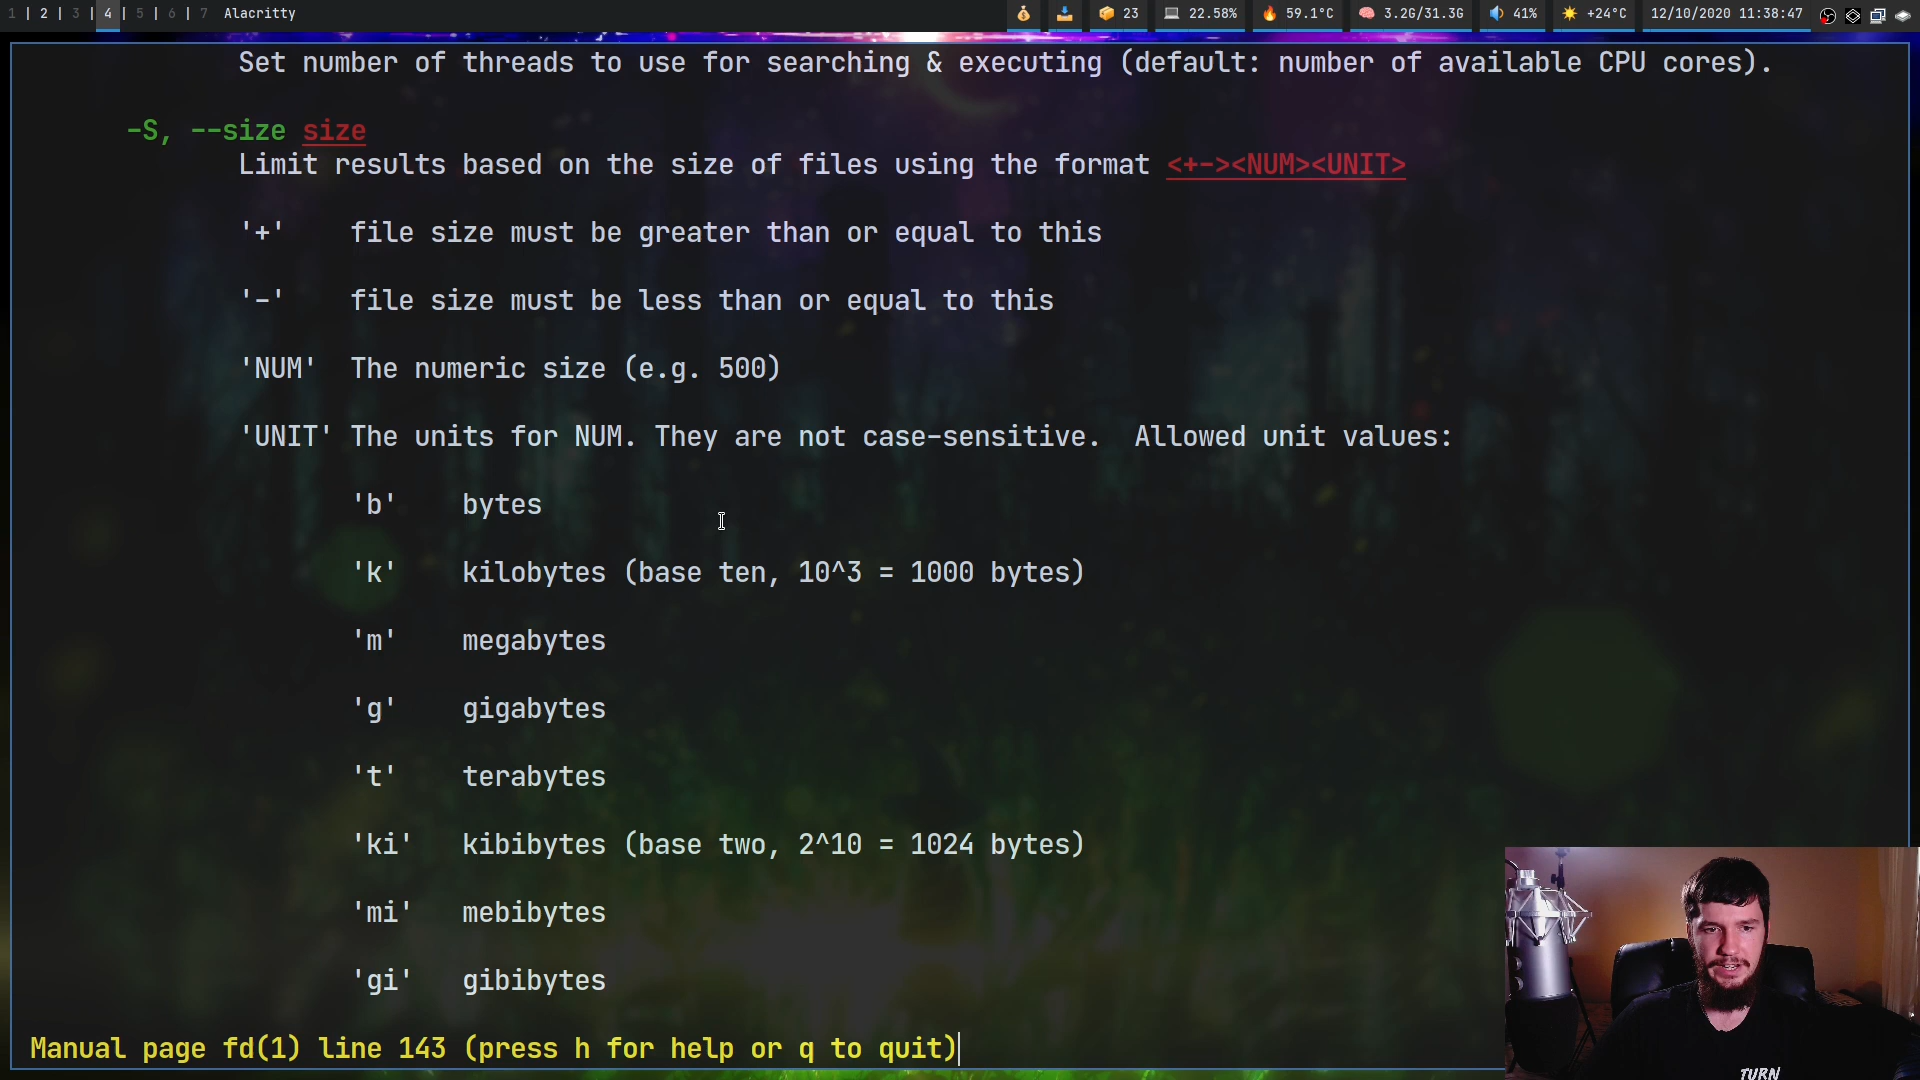 1 | 2 | 3 | 4 | 5 | 6 | 7 Alacritty 23 22.58% 59.1°C 3.2G/31.3G 41% +24°C 12/10/2020 11:38:47
Set number of threads to use for searching & executing (default: number of available CPU cores).
-S, --size size
Limit results based on the size of files using the format <+-><NUM><UNIT>
'+' file size must be greater than or equal to this
'-' file size must be less than or equal to this
'NUM' The numeric size (e.g. 500)
'UNIT' The units for NUM. They are not case-sensitive. Allowed unit values:
'b' bytes
'k' kilobytes (base ten, 10^3 = 1000 bytes)
'm' megabytes
'g' gigabytes
't' terabytes
'ki' kibibytes (base two, 2^10 = 1024 bytes)
'mi' mebibytes
'gi' gibibytes
Manual page fd(1) line 143 (press h for help or q to quit)
TURN